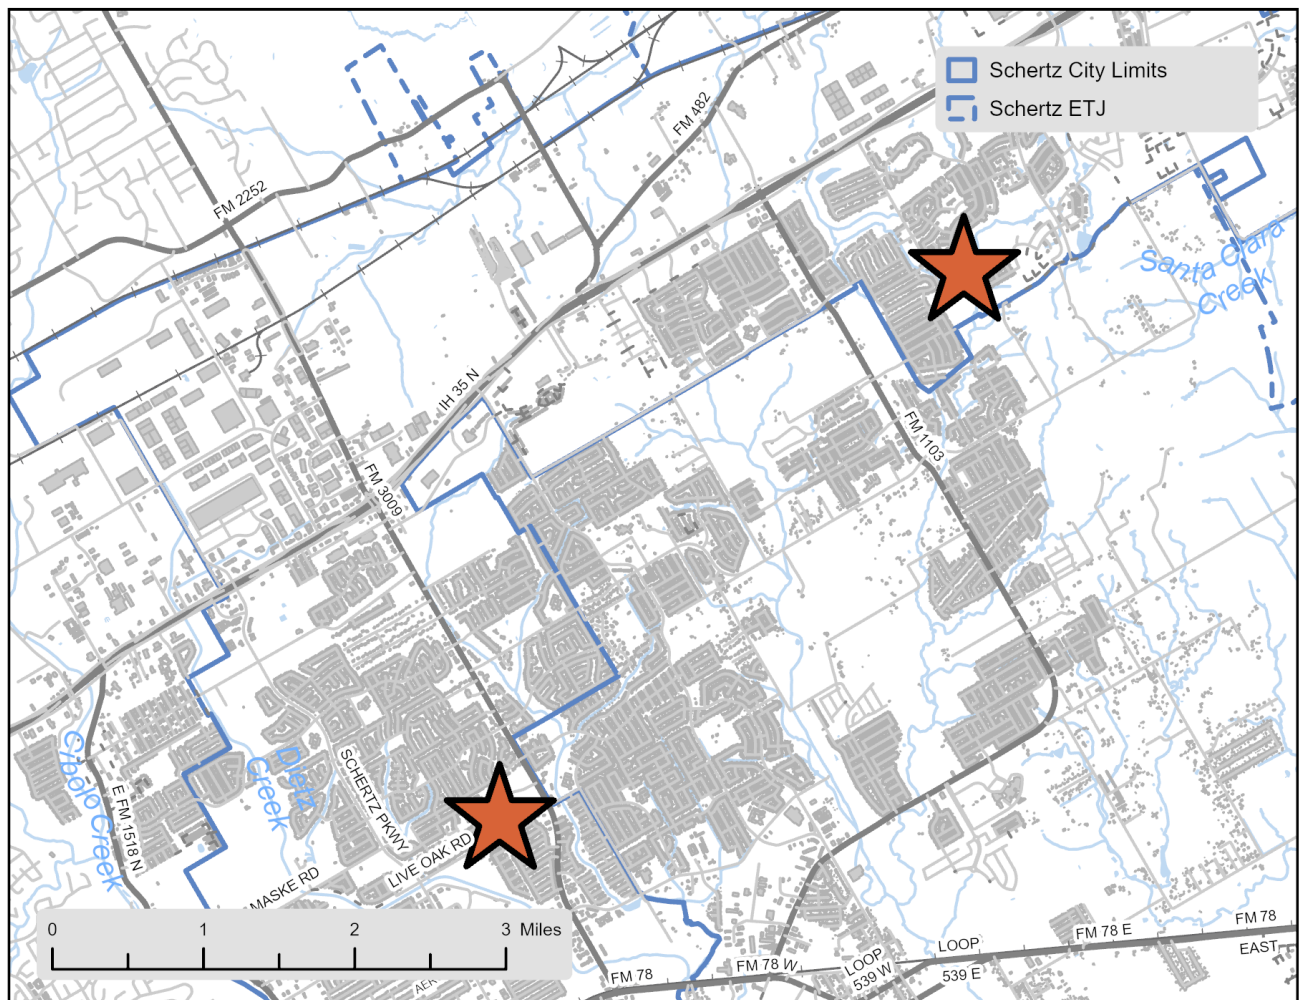 Schertz City Limits
Schertz ETJ
FM 482
FM 2252
Santa Clara
Creek
IH 35 N
FM 1103
FM 3009
Cibolo Creek
Dietz
Creek
SCHERTZ PKWY
E FM 1518 N
LIVE OAK RD
MASKE RD
0 1 2 3 Miles
FM 78
FM 78 W
LOOP
539 W
LOOP
539 E
FM 78 E
FM 78
EAST